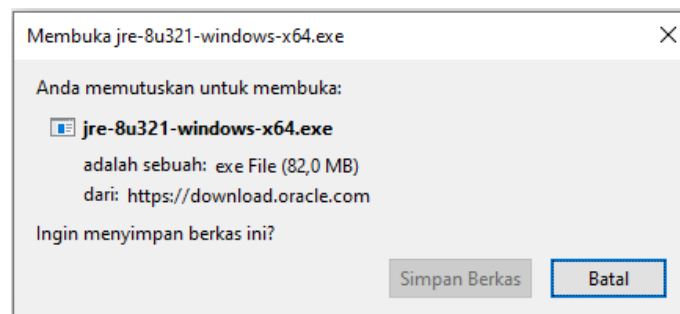 Membuka jre-8u321-windows-x64.exe
Anda memutuskan untuk membuka:
jre-8u321-windows-x64.exe
adalah sebuah: exe File (82,0 MB)
dari: https://download.oracle.com
Ingin menyimpan berkas ini?
Simpan Berkas Batal